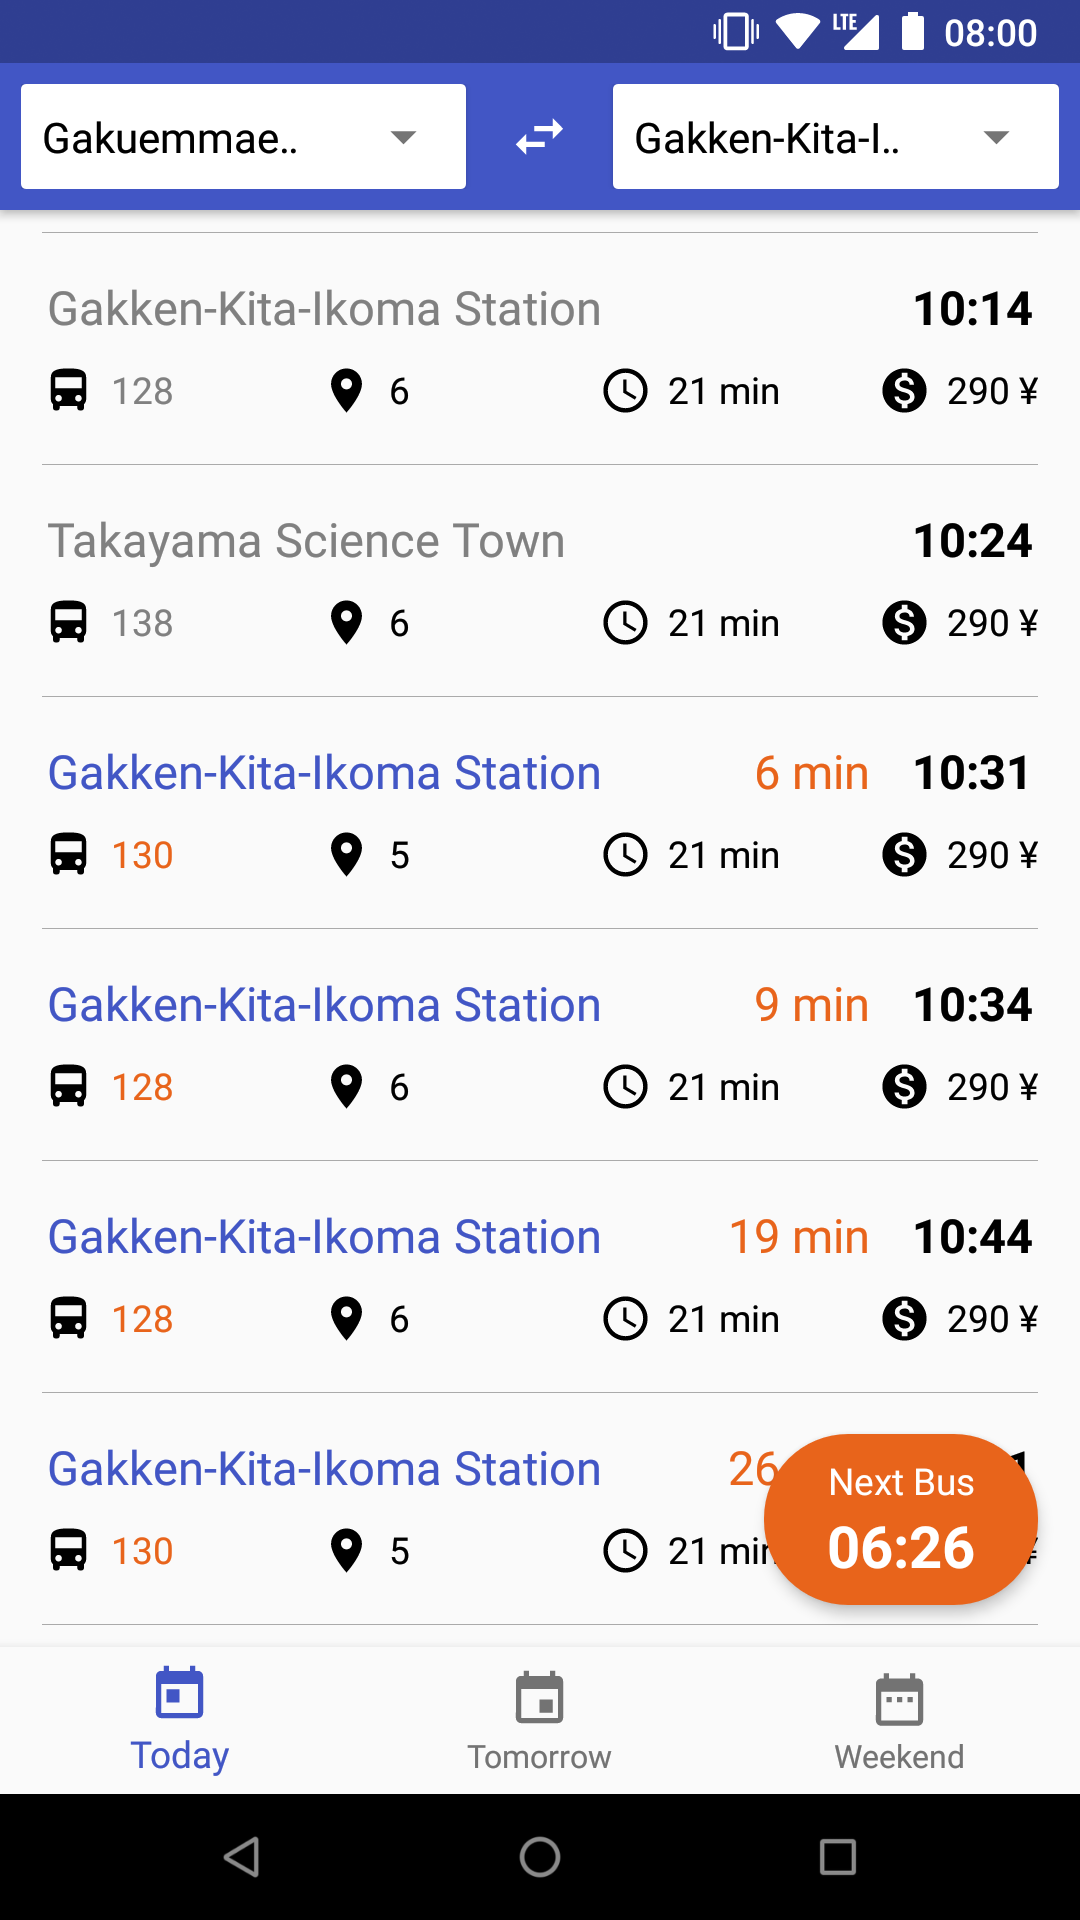 LTE 08:00
Gakuemmae.. Gakken-Kita-I..
Gakken-Kita-Ikoma Station 10:14
128 6 21 min 290 ¥
Takayama Science Town 10:24
138 6 21 min 290 ¥
Gakken-Kita-Ikoma Station 6 min 10:31
130 5 21 min 290 ¥
Gakken-Kita-Ikoma Station 9 min 10:34
128 6 21 min 290 ¥
Gakken-Kita-Ikoma Station 19 min 10:44
128 6 21 min 290 ¥
Gakken-Kita-Ikoma Station 26
130 5 21 min
Next Bus
06:26
Today Tomorrow Weekend